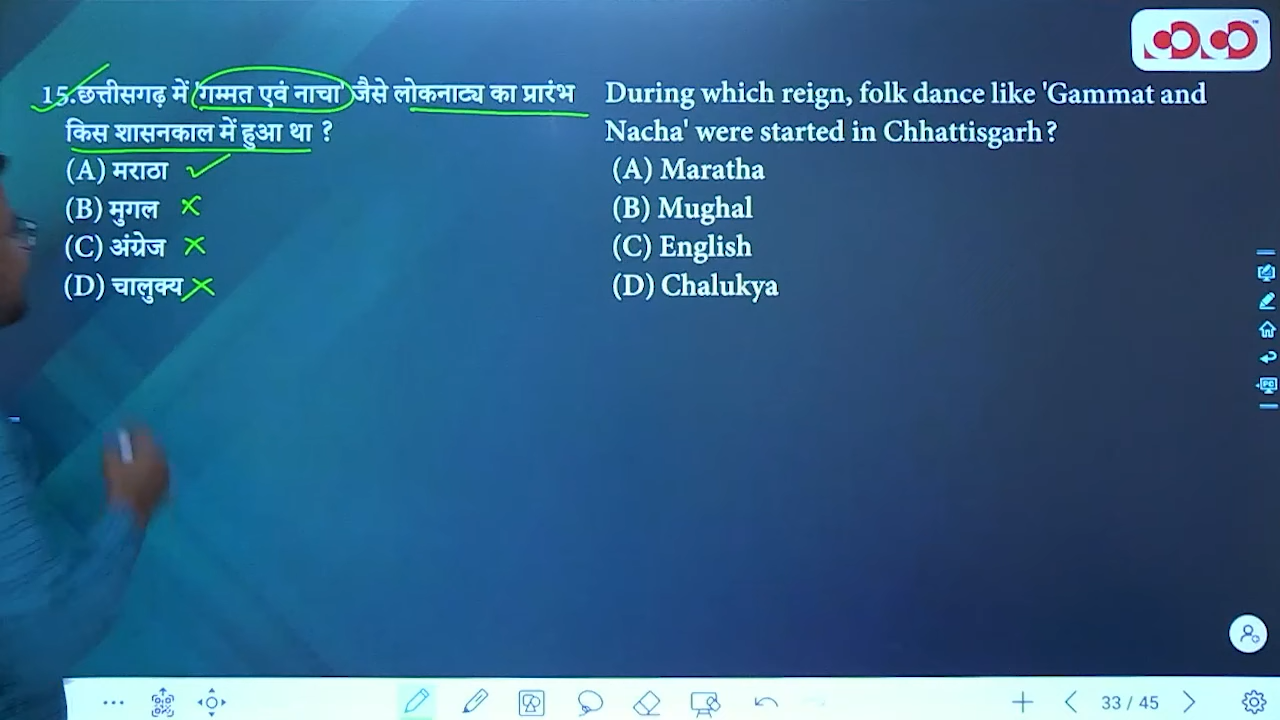 15.छत्तीसगढ़ में 'गम्मत एवं नाचा' जैसे लोकनाट्य का प्रारंभ
किस शासनकाल में हुआ था ?
(A) मराठा
(B) मुगल
(C) अंग्रेज
(D) चालुक्य
During which reign, folk dance like 'Gammat and
Nacha' were started in Chhattisgarh?
(A) Maratha
(B) Mughal
(C) English
(D) Chalukya
33 / 45